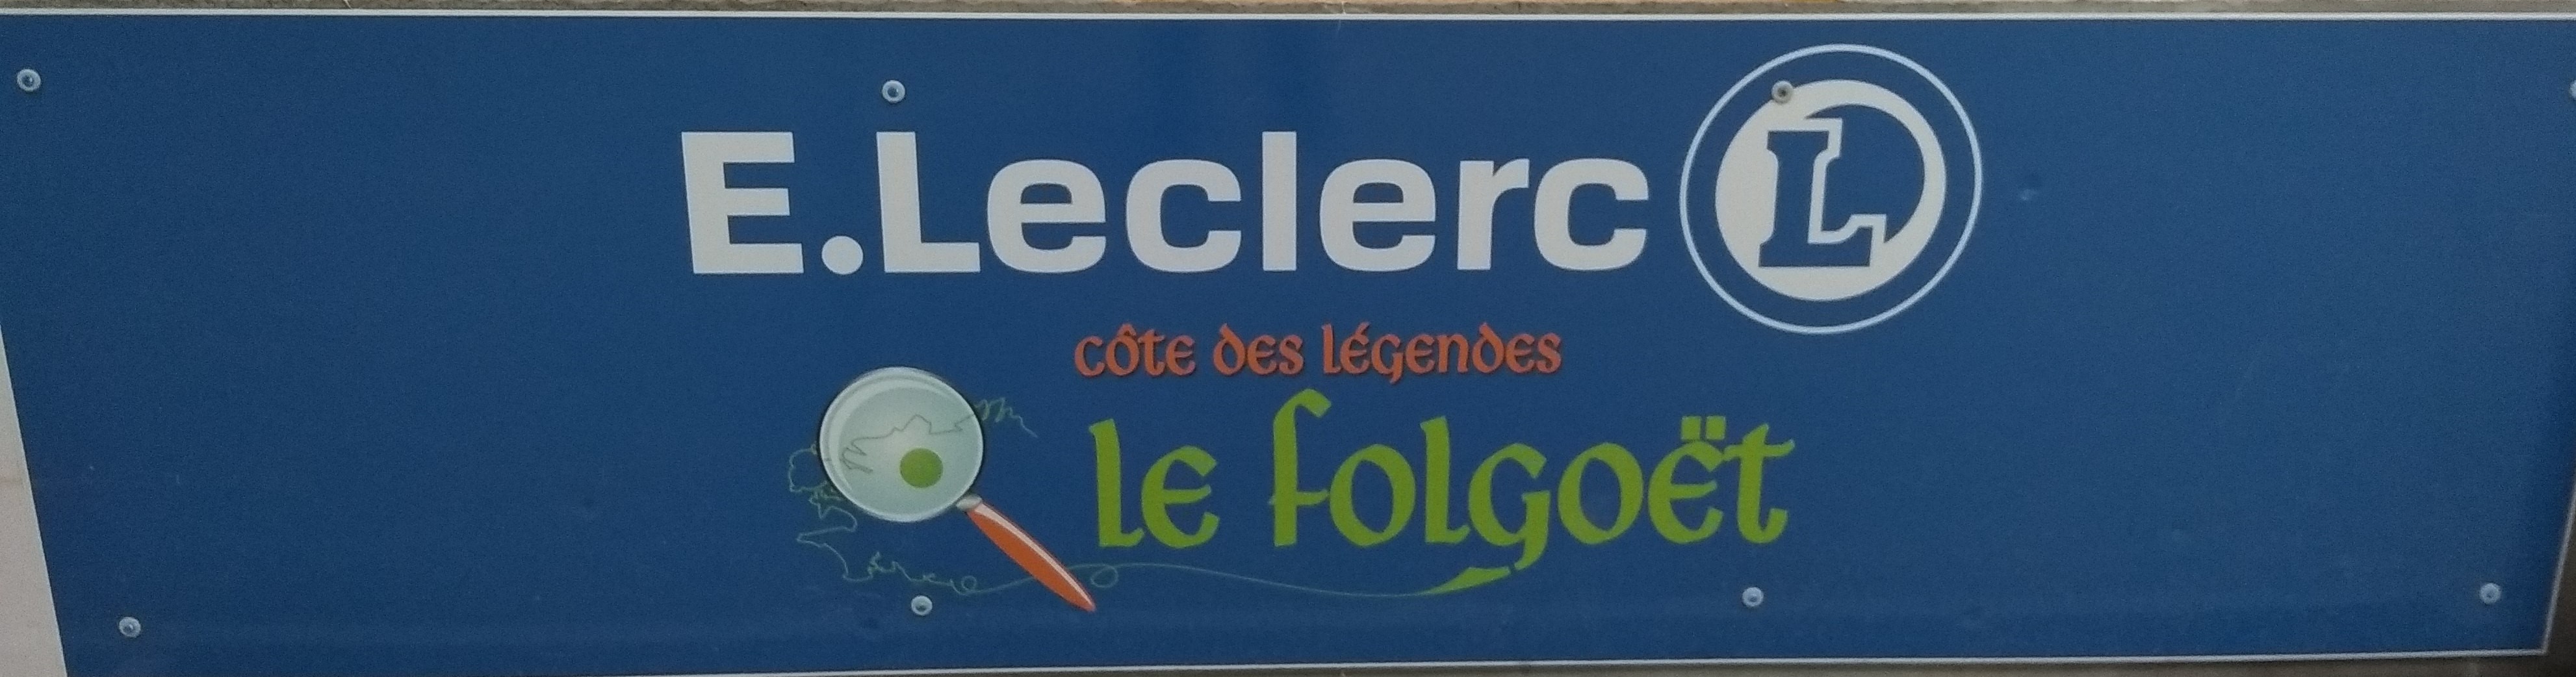 E.Leclerc L
côte des légendes
le folgoët